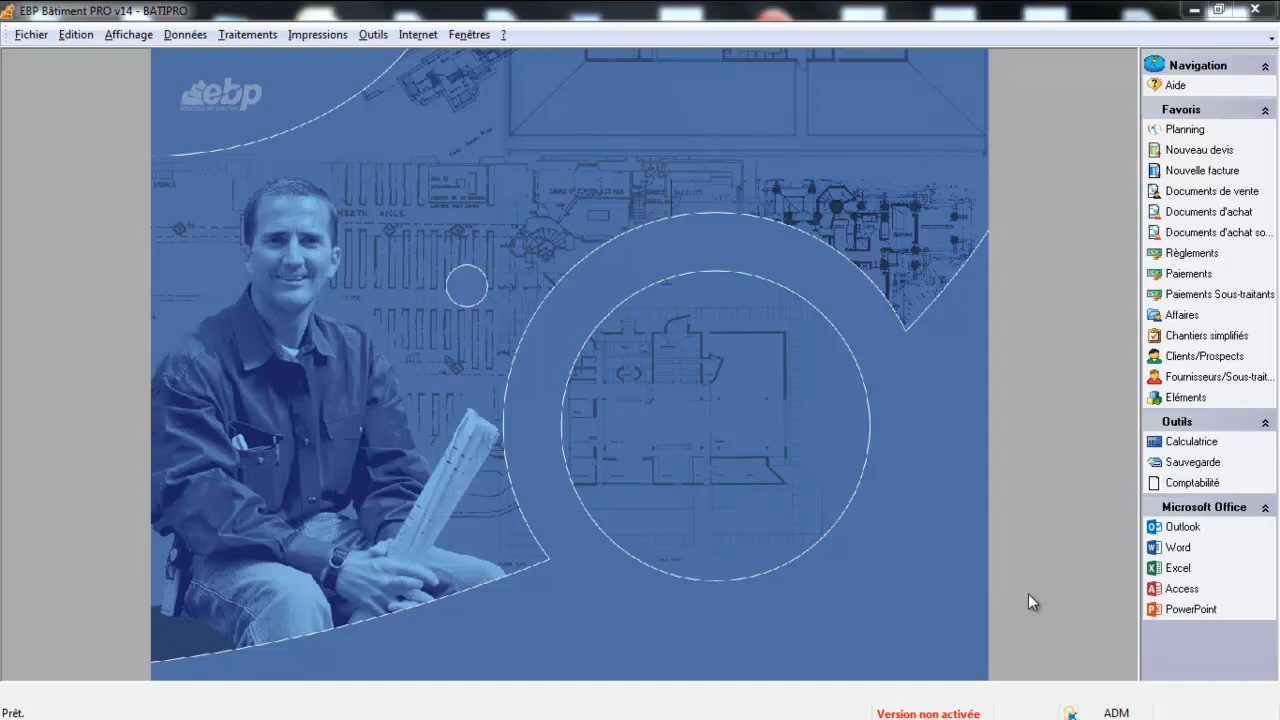 EBP Bâtiment PRO v14 - BATIPRO
Fichier Edition Affichage Données Traitements Impressions Outils Internet Fenêtres ?
ebp
Navigation
Aide
Favoris
Planning
Nouveau devis
Nouvelle facture
Documents de vente
Documents d'achat
Documents d'achat so...
Règlements
Paiements
Paiements Sous-traitants
Affaires
Chantiers simplifiés
Clients/Prospects
Fournisseurs/Sous-trait...
Eléments
Outils
Calculatrice
Sauvegarde
Comptabilité
Microsoft Office
Outlook
Word
Excel
Access
PowerPoint
Prêt.
Version non activée
ADM